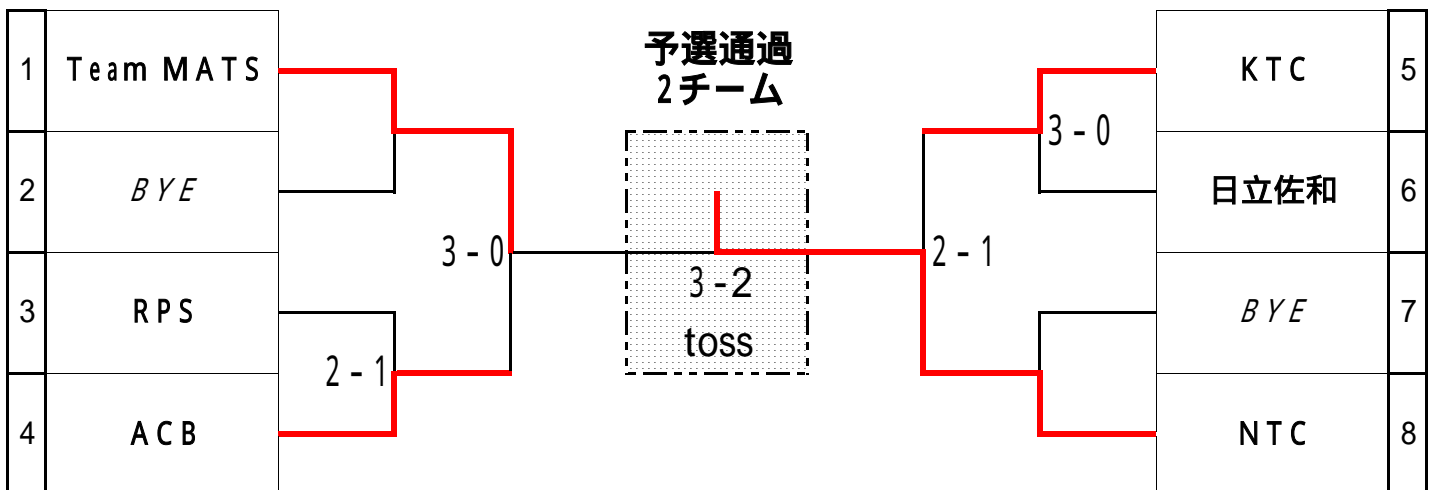 予選通過
2チーム
1 Team MATS
2 BYE
3 RPS
4 ACB
3-0
2-1
3-2
toss
KTC 5
日立佐和 6
BYE 7
NTC 8
3-0
2-1